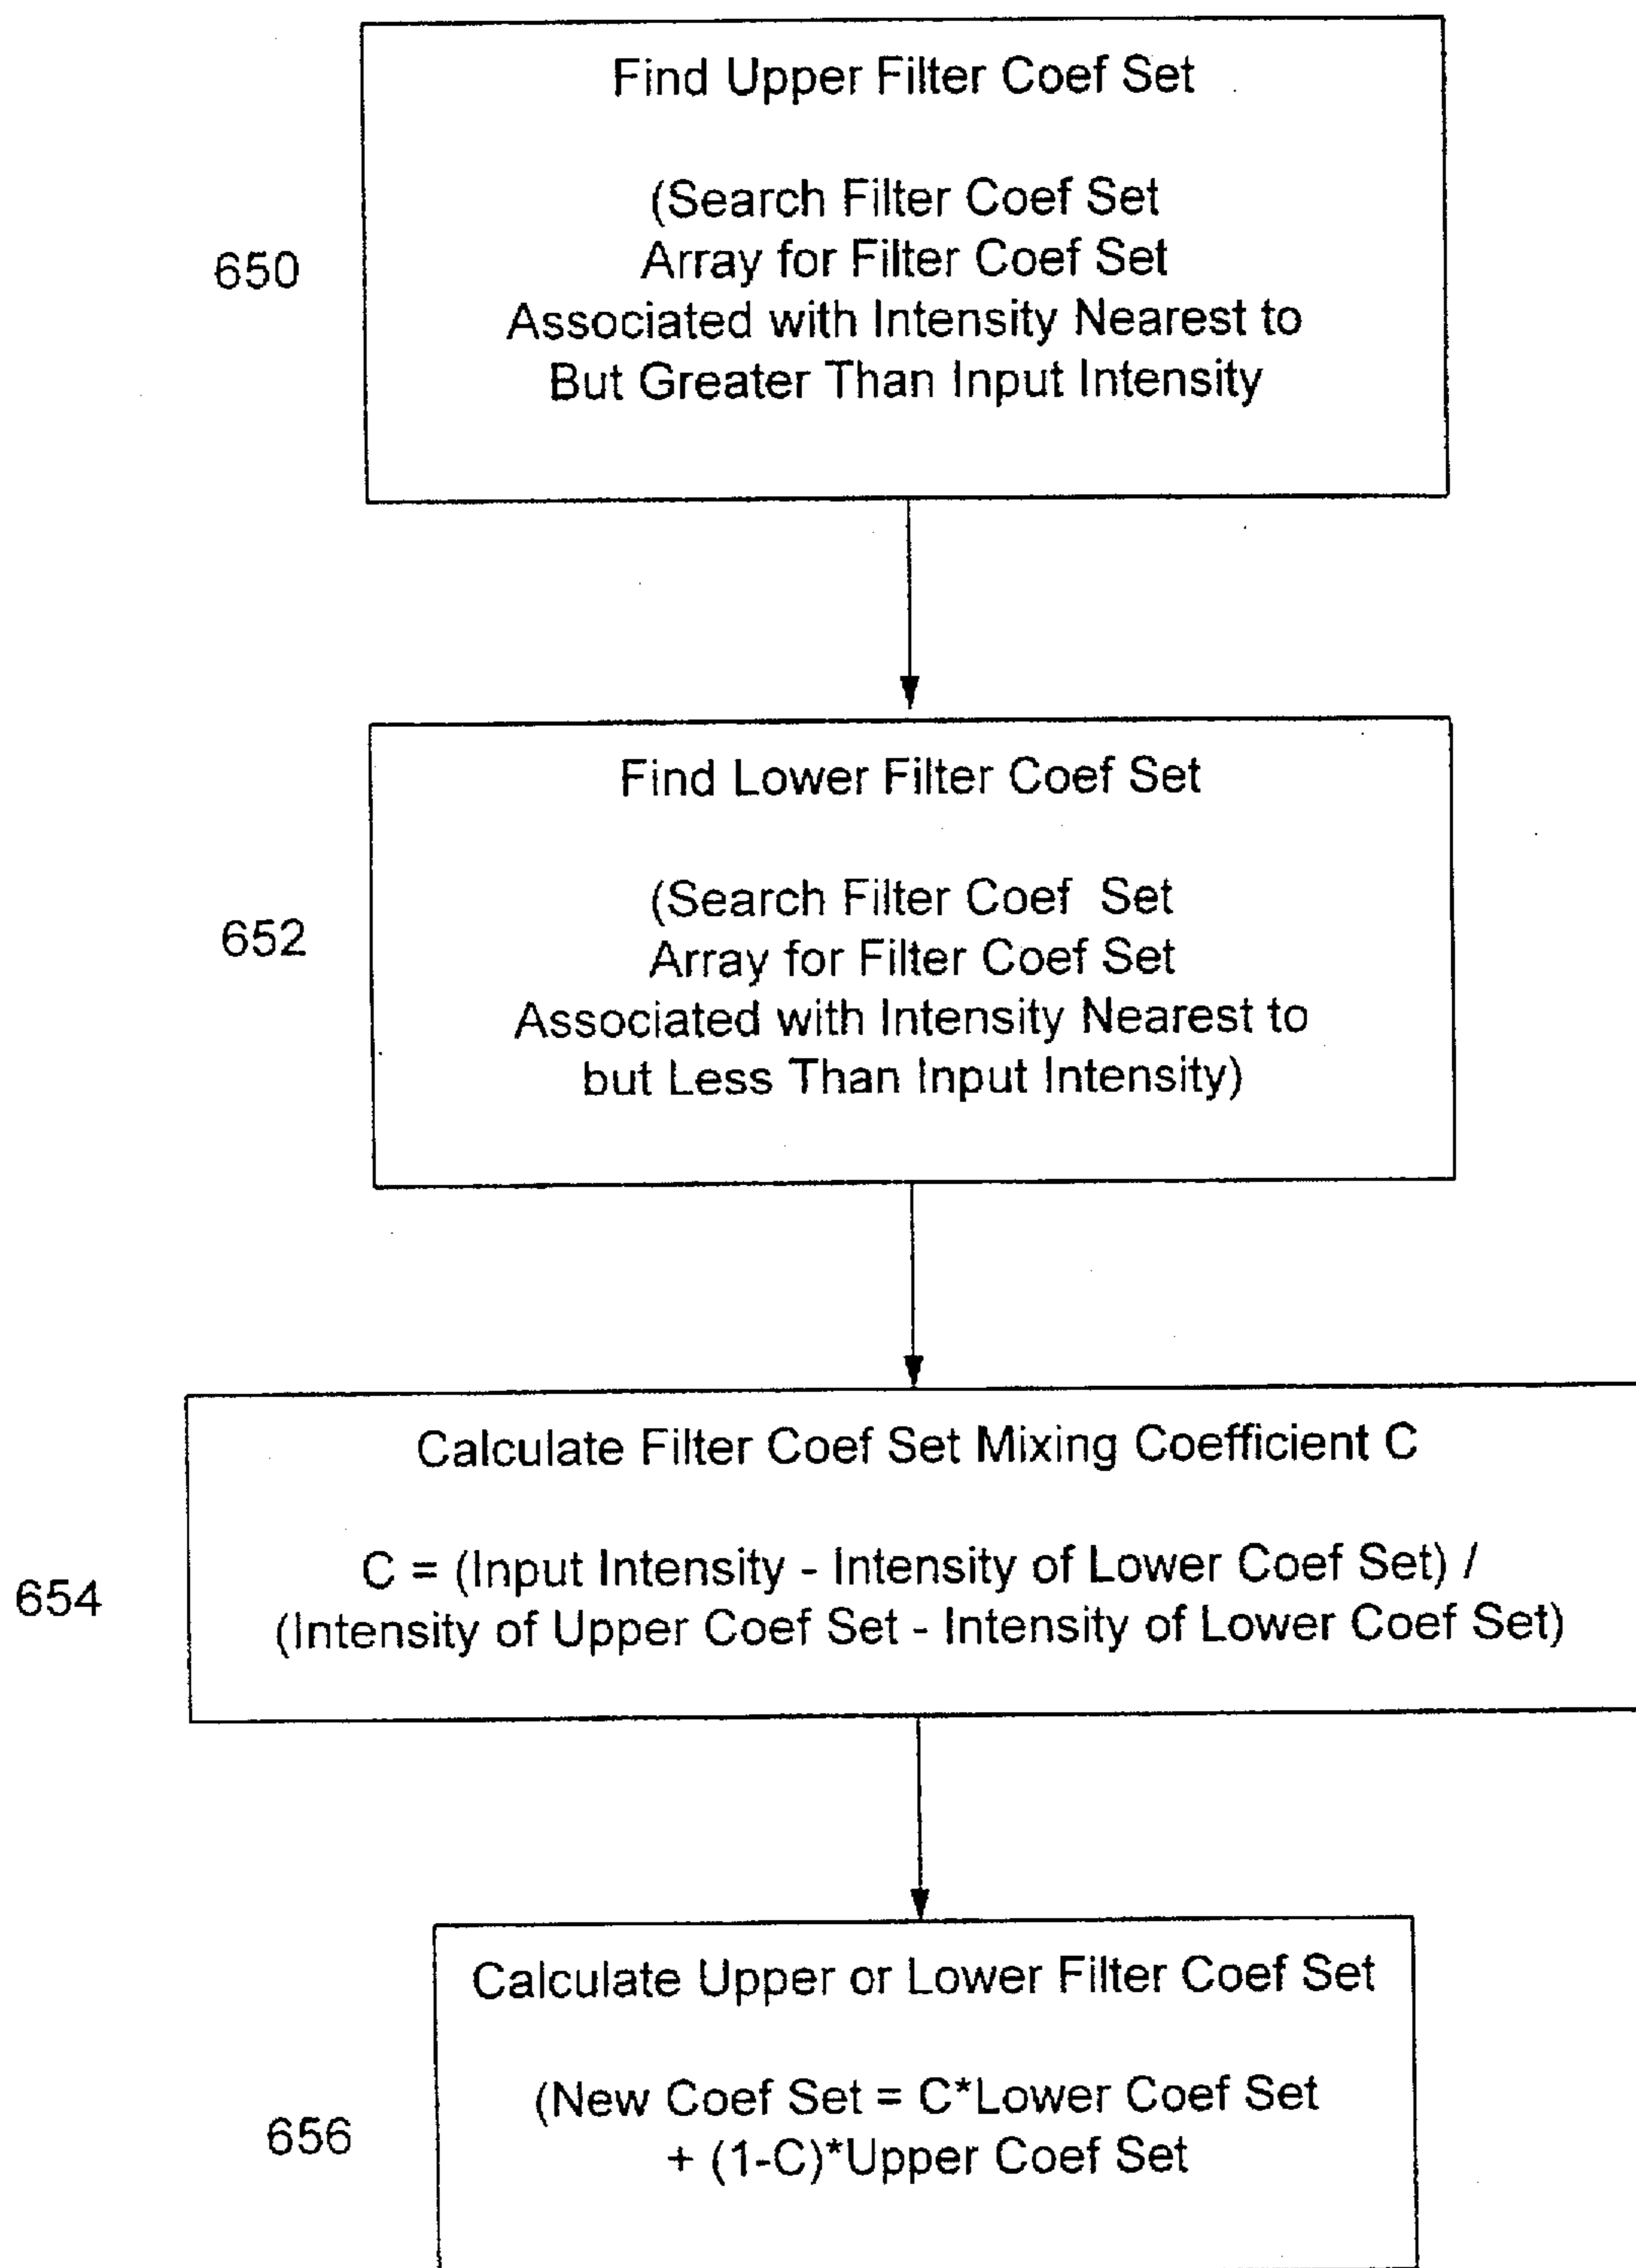 Find Upper Filter Coef Set
(Search Filter Coef Set
Array for Filter Coef Set
Associated with Intensity Nearest to
But Greater Than Input Intensity
650
Find Lower Filter Coef Set
(Search Filter Coef Set
Array for Filter Coef Set
Associated with Intensity Nearest to
but Less Than Input Intensity)
652
Calculate Filter Coef Set Mixing Coefficient C
C = (Input Intensity - Intensity of Lower Coef Set) /
(Intensity of Upper Coef Set - Intensity of Lower Coef Set)
654
Calculate Upper or Lower Filter Coef Set
(New Coef Set = C*Lower Coef Set
+ (1-C)*Upper Coef Set
656